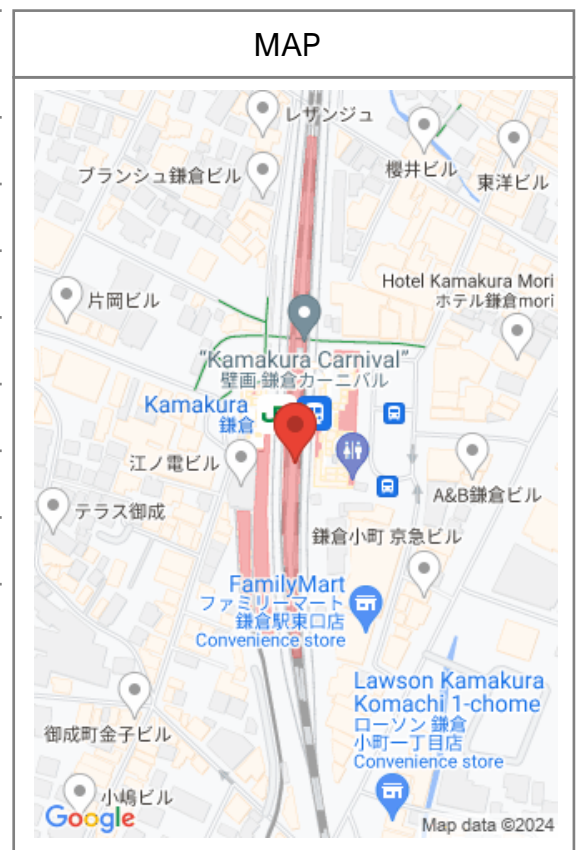 MAP
レザンジュ
ブランシュ鎌倉ビル
櫻井ビル
東洋ビル
片岡ビル
Hotel Kamakura Mori
ホテル鎌倉mori
“Kamakura Carnival”
壁画 鎌倉カーニバル
Kamakura
鎌倉
江ノ電ビル
テラス御成
A&B鎌倉ビル
鎌倉小町 京急ビル
FamilyMart
ファミリーマート
鎌倉駅東口店
Convenience store
Lawson Kamakura
Komachi 1-chome
ローソン 鎌倉
小町一丁目店
Convenience store
御成町金子ビル
小嶋ビル
Google
Map data ©2024